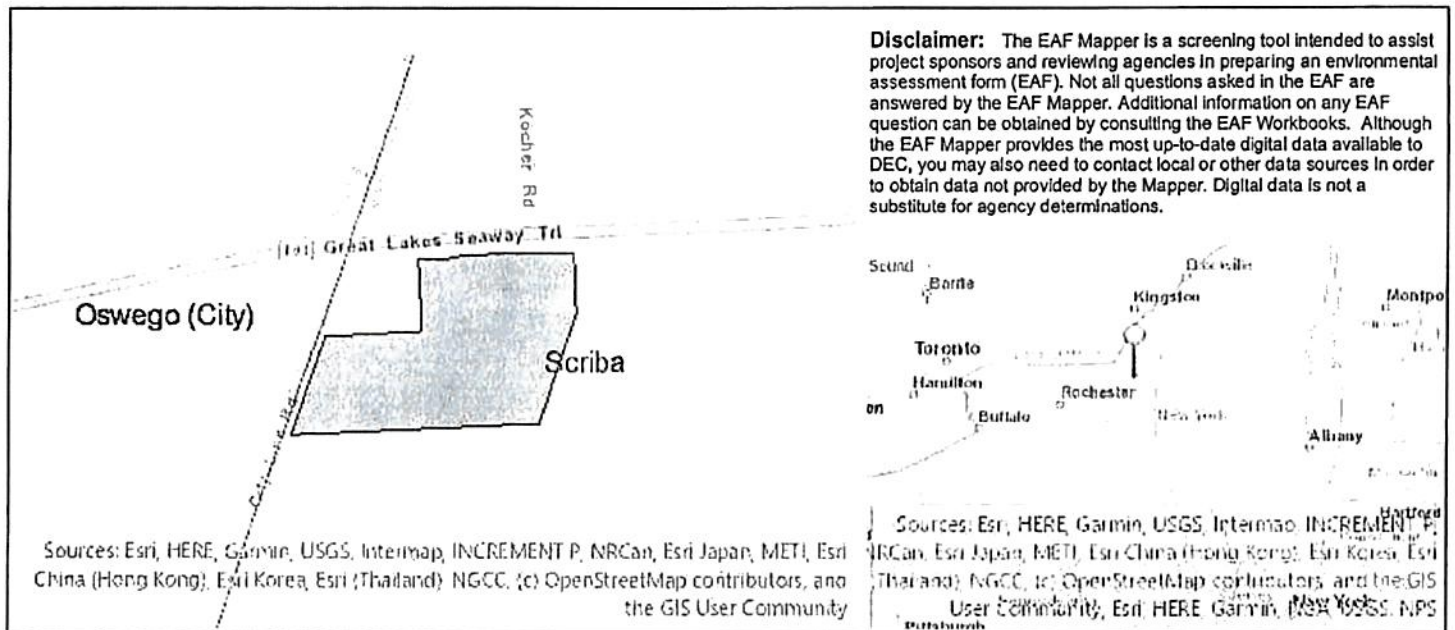 Disclaimer: The EAF Mapper is a screening tool intended to assist
project sponsors and reviewing agencies in preparing an environmental
assessment form (EAF). Not all questions asked in the EAF are
answered by the EAF Mapper. Additional information on any EAF
question can be obtained by consulting the EAF Workbooks. Although
the EAF Mapper provides the most up-to-date digital data available to
DEC, you may also need to contact local or other data sources in order
to obtain data not provided by the Mapper. Digital data is not a
substitute for agency determinations.
Kocher Rd
Great Lakes Seaway Trl
Oswego (City)
Scriba
Sources: Esri, HERE, Garmin, USGS, Intermap, INCREMENT P, NRCan, Esri Japan, METI, Esri
China (Hong Kong), Esri Korea, Esri (Thailand), NGCC, (c) OpenStreetMap contributors, and
the GIS User Community
Sound
Barrie
Kingston
Montpe
Toronto
Hamilton
Rochester
on
Buffalo
New York
Albany
Hartford
Sources: Esri, HERE, Garmin, USGS, Intermap, INCREMENT P,
NRCan, Esri Japan, METI, Esri China (Hong Kong), Esri Korea, Esri
(Thailand), NGCC, (c) OpenStreetMap contributors, and the GIS
User Community, Esri, HERE, Garmin, USGS, NPS
New York
Pittsburgh